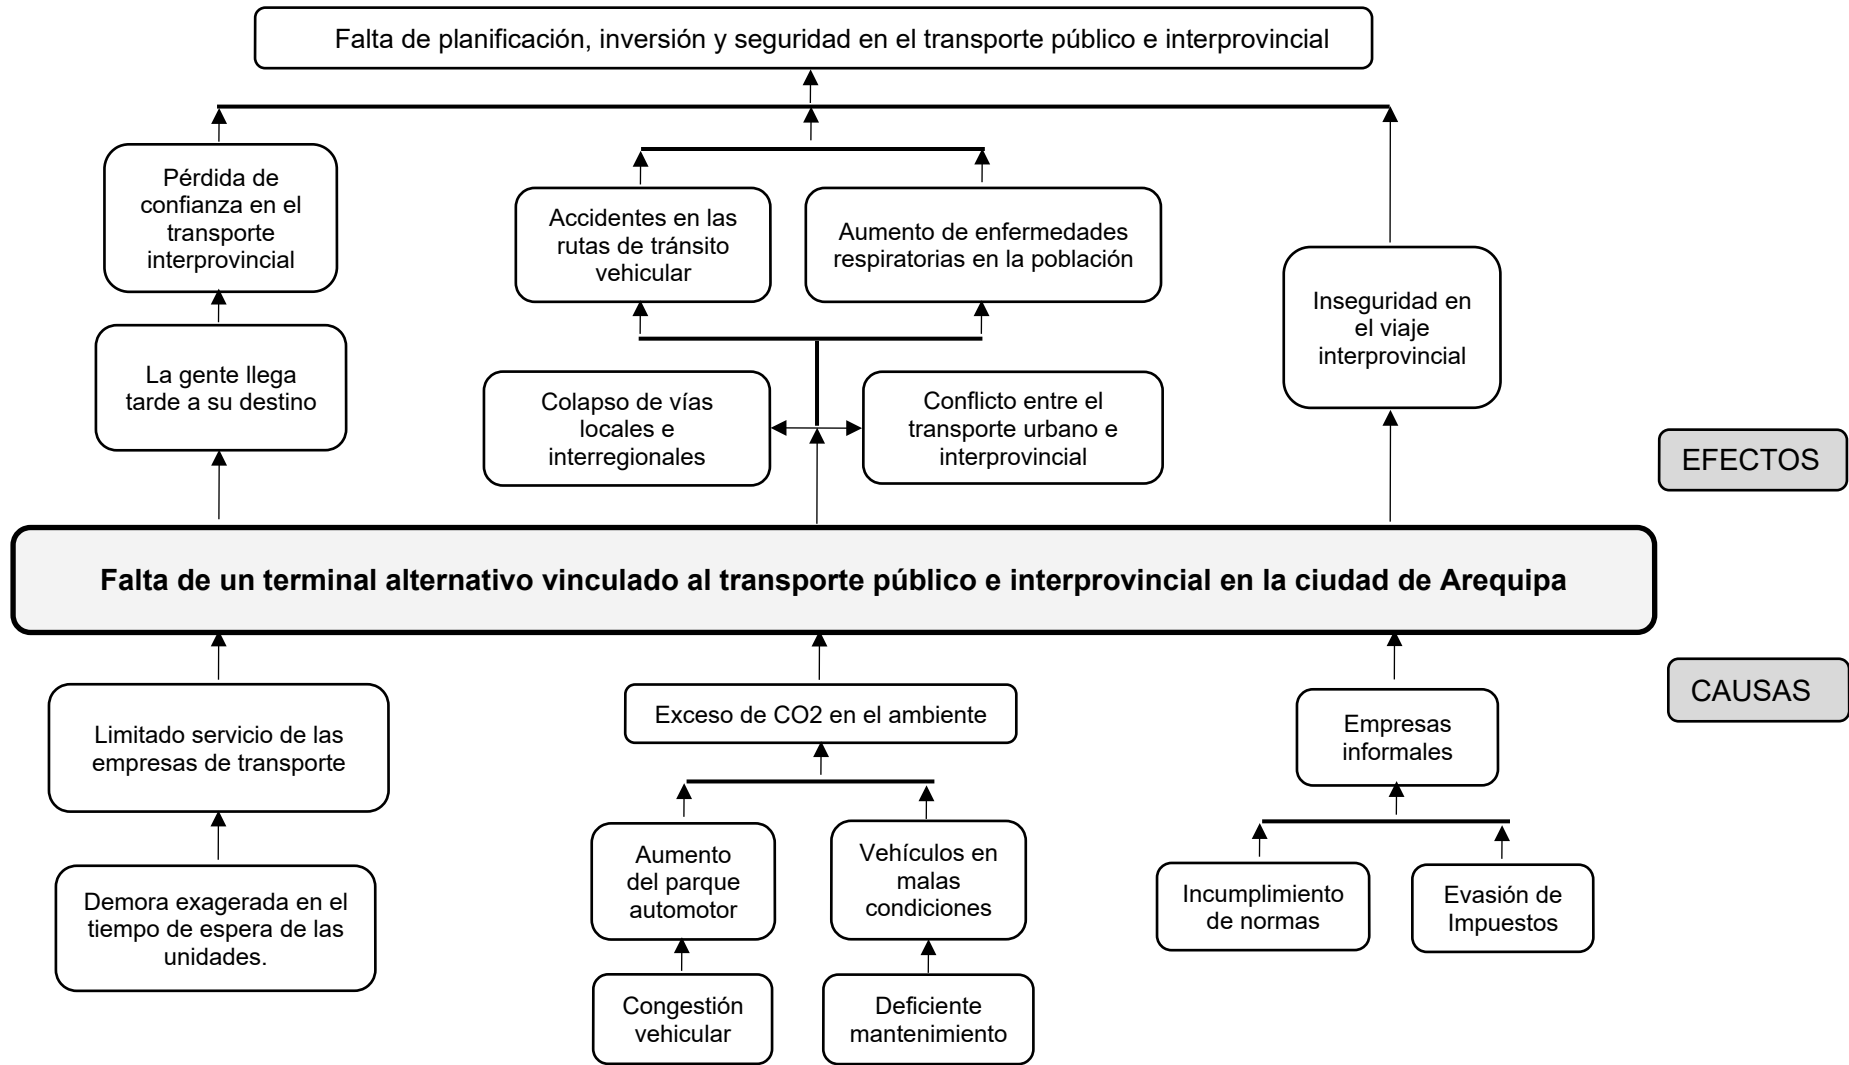 Falta de planificación, inversión y seguridad en el transporte público e interprovincial
Pérdida de
confianza en el
transporte
interprovincial
Accidentes en las
rutas de tránsito
vehicular
Aumento de enfermedades
respiratorias en la población
Inseguridad en
el viaje
interprovincial
La gente llega
tarde a su destino
Colapso de vías
locales e
interregionales
Conflicto entre el
transporte urbano e
interprovincial
EFECTOS
Falta de un terminal alternativo vinculado al transporte público e interprovincial en la ciudad de Arequipa
CAUSAS
Limitado servicio de las
empresas de transporte
Exceso de CO2 en el ambiente
Empresas
informales
Demora exagerada en el
tiempo de espera de las
unidades.
Aumento
del parque
automotor
Vehículos en
malas
condiciones
Incumplimiento
de normas
Evasión de
Impuestos
Congestión
vehicular
Deficiente
mantenimiento